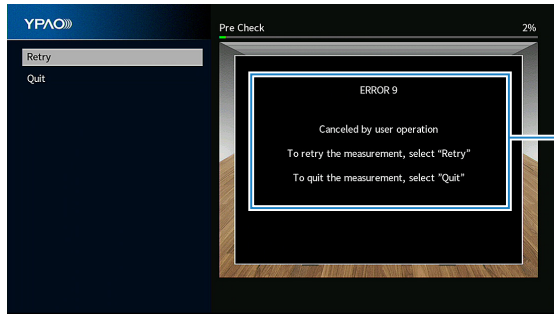 YPAO
Pre Check
2%
Retry
Quit
ERROR 9
Canceled by user operation
To retry the measurement, select “Retry”
To quit the measurement, select ”Quit”